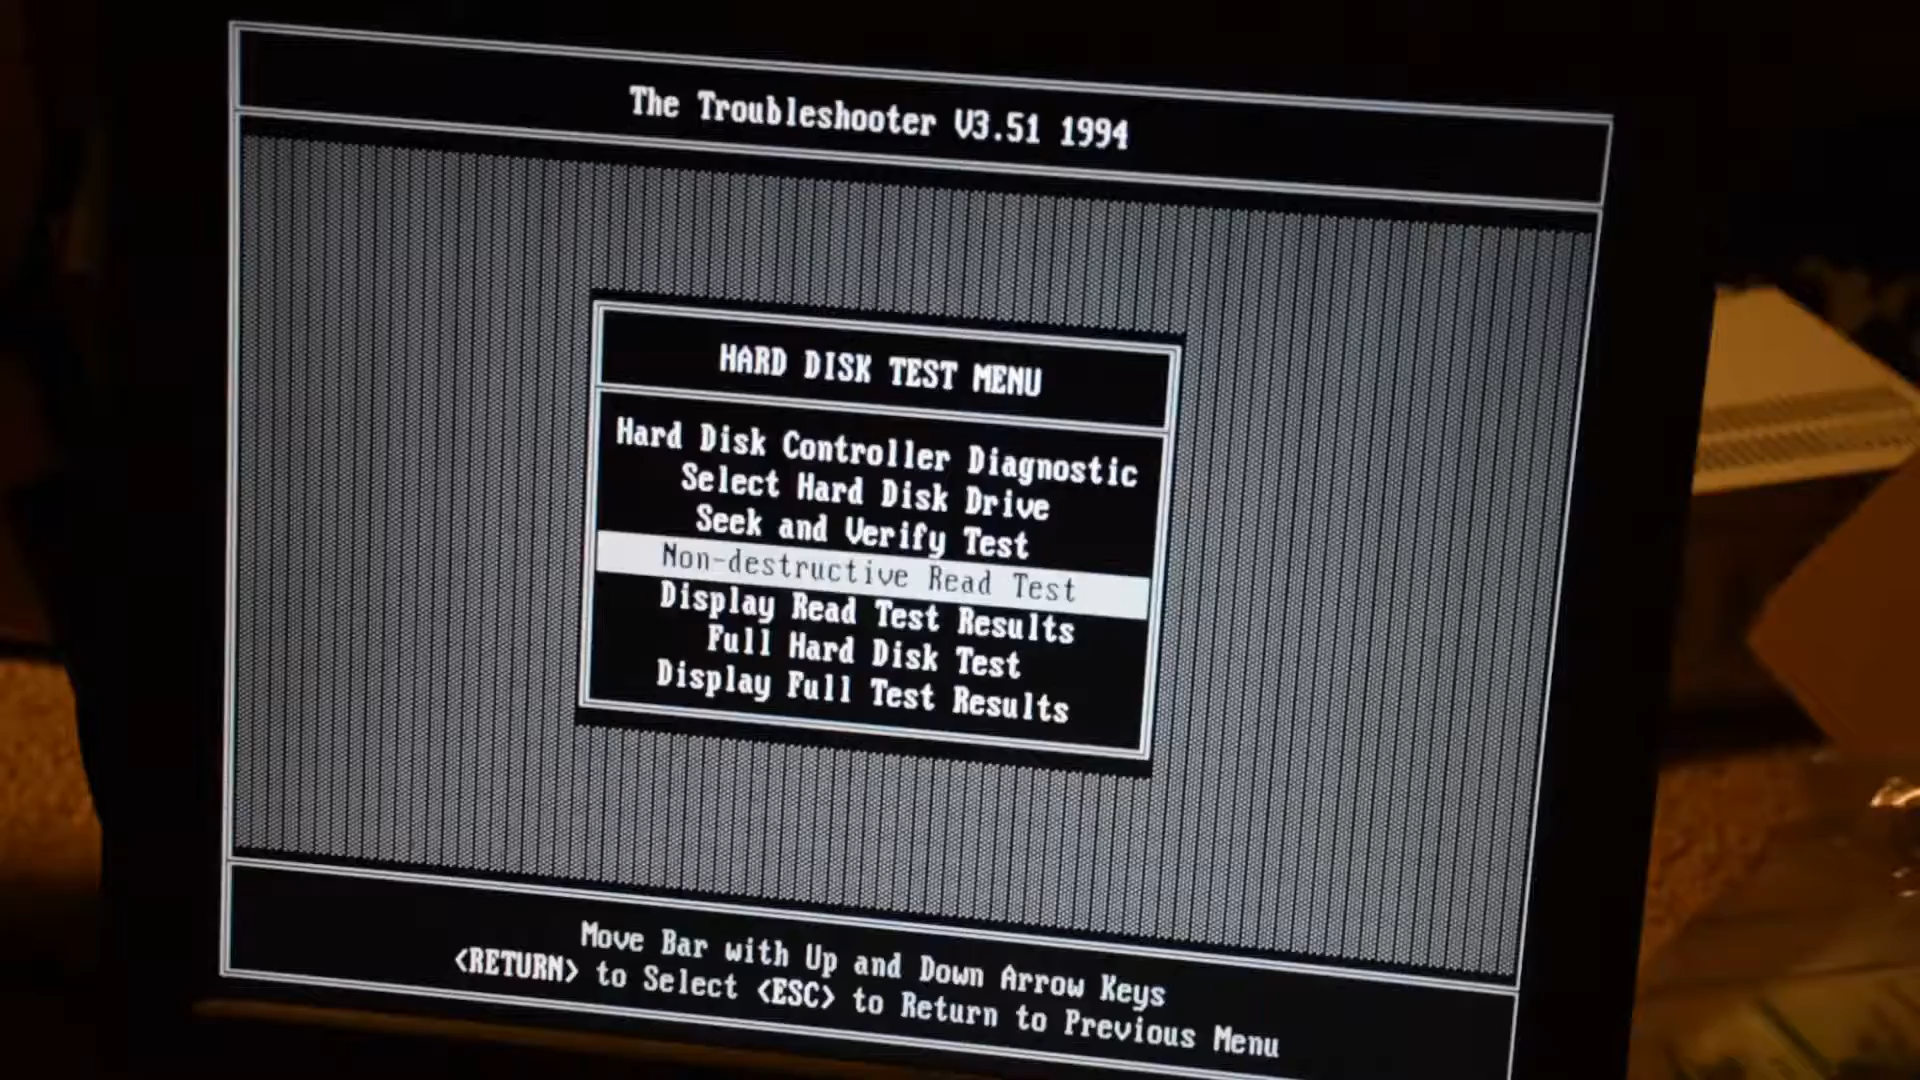 The Troubleshooter V3.51 1994
HARD DISK TEST MENU
Hard Disk Controller Diagnostic
Select Hard Disk Drive
Seek and Verify Test
Non-destructive Read Test
Display Read Test Results
Full Hard Disk Test
Display Full Test Results
Move Bar with Up and Down Arrow Keys
<RETURN> to Select <ESC> to Return to Previous Menu